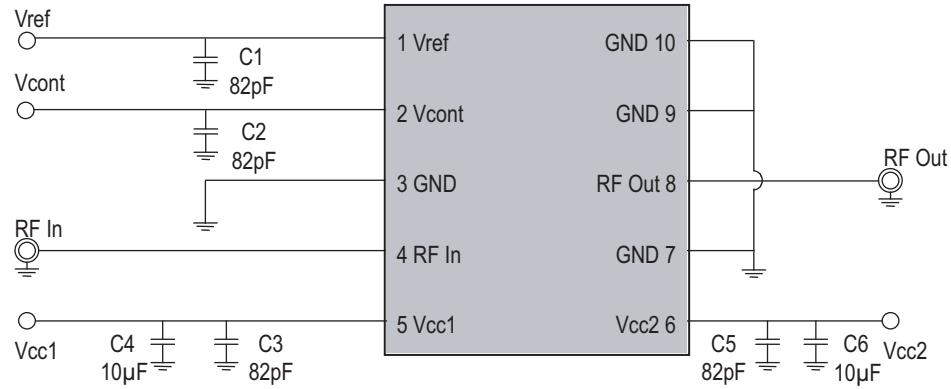 Vref
C1
82pF
Vcont
C2
82pF
RF In
Vcc1
C4
10µF
C3
82pF
1 Vref
2 Vcont
3 GND
4 RF In
5 Vcc1
GND 10
GND 9
RF Out 8
GND 7
Vcc2 6
RF Out
C5
82pF
C6
10µF
Vcc2